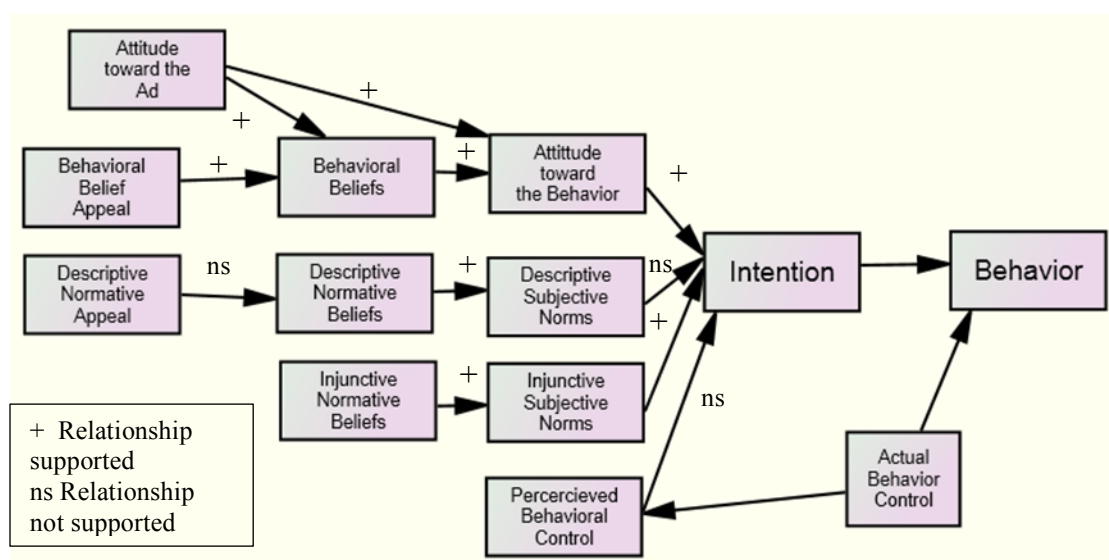 Attitude
toward the
Ad
+
+
Behavioral
Belief
Appeal
+
Behavioral
Beliefs
+
Attittude
toward
the Behavior
+
Descriptive
Normative
Appeal
ns
Descriptive
Normative
Beliefs
+
Descriptive
Subjective
Norms
ns
+
Intention
Behavior
Injunctive
Normative
Beliefs
+
Injunctive
Subjective
Norms
ns
Percercieved
Behavioral
Control
Actual
Behavior
Control
+ Relationship
supported
ns Relationship
not supported